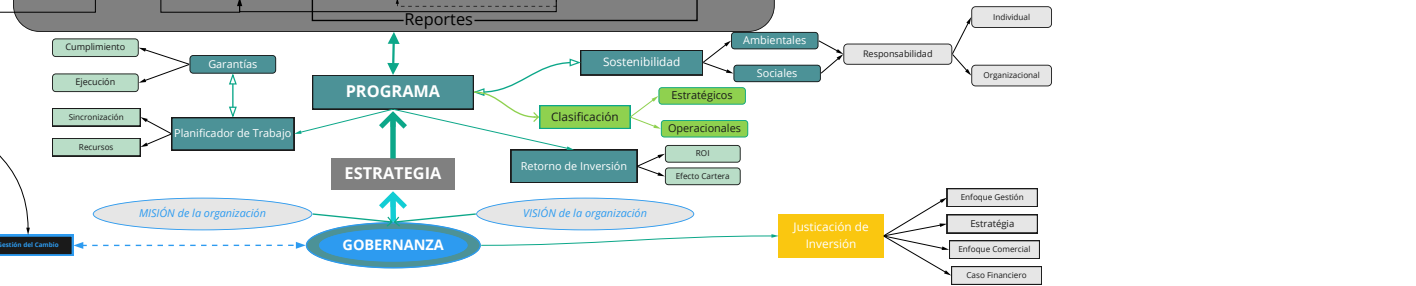 Reportes
Individual
Ambientales
Cumplimiento
Responsabilidad
Garantías
Sostenibilidad
Sociales
Organizacional
Ejecución
PROGRAMA
Estratégicos
Sincronización
Clasificación
Planificador de Trabajo
Operacionales
Recursos
ROI
Retorno de Inversión
ESTRATEGIA
Efecto Cartera
Enfoque Gestión
MISIÓN de la organización
VISIÓN de la organización
Estratégia
Justicación de
Inversión
Gestión del Cambio
GOBERNANZA
Enfoque Comercial
Caso Financiero